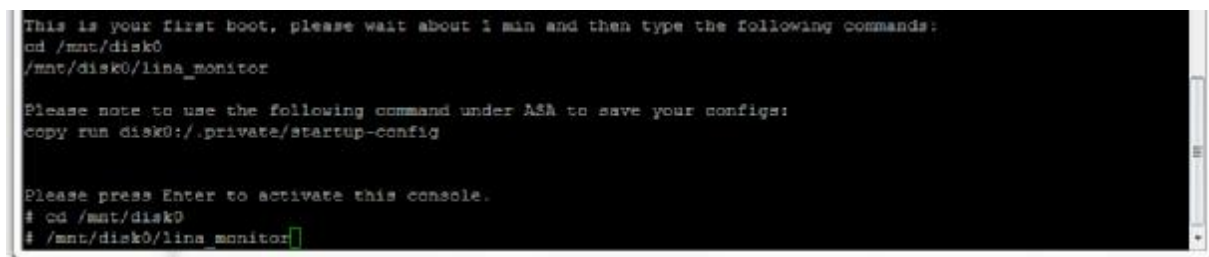 This is your first boot, please wait about 1 min and then type the following commands:
cd /mnt/disk0
/mnt/disk0/lina_monitor
Please note to use the following command under ASA to save your configs:
copy run disk0:/.private/startup-config
Please press Enter to activate this console.
# cd /mnt/disk0
# /mnt/disk0/lina_monitor